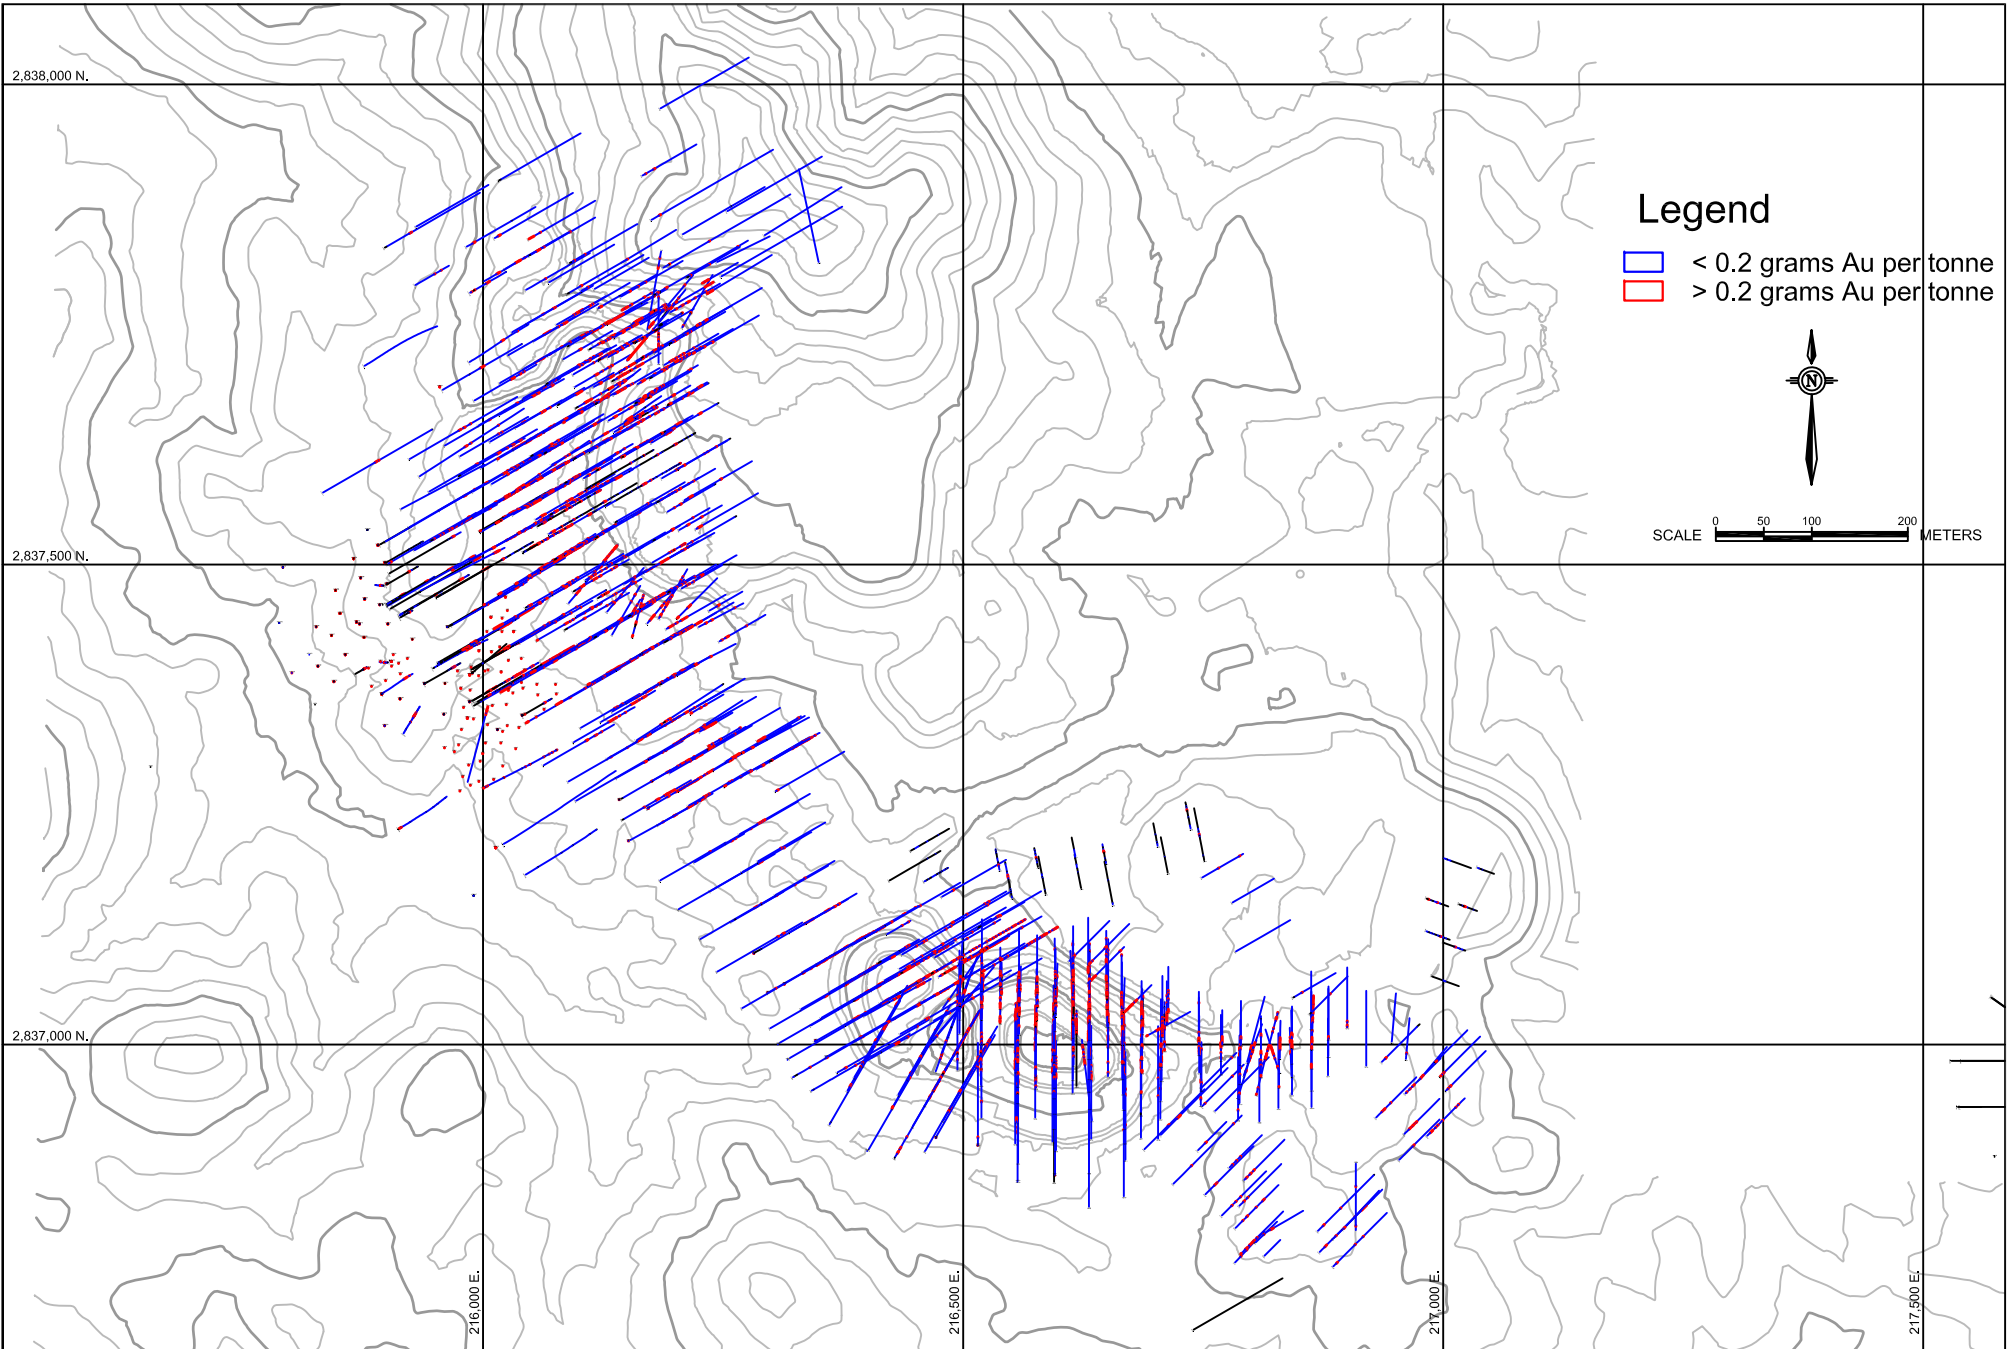 2,838,000 N.
Legend
< 0.2 grams Au per tonne
> 0.2 grams Au per tonne
N
0 50 100 200
SCALE METERS
2,837,500 N.
2,837,000 N.
216,000 E.
216,500 E.
217,000 E.
217,500 E.